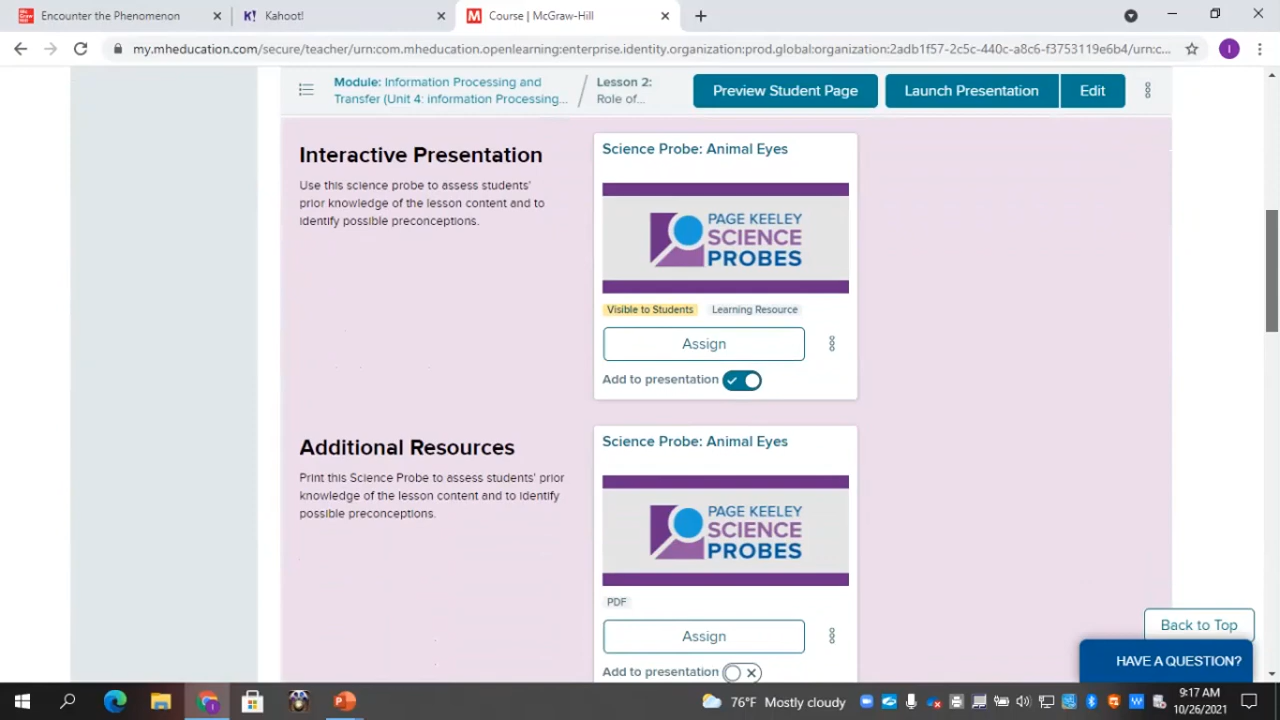 Encounter the Phenomenon
K! Kahoot!
M Course | McGraw-Hill
my.mheducation.com/secure/teacher/urn:com.mheducation.openlearning:enterprise.identity.organization:prod.global:organization:2adb1f57-2c5c-440c-a8c6-f3753119e6b4/urn:c...
I
Module: Information Processing and
Transfer (Unit 4: information Processing...
Lesson 2:
Role of...
Preview Student Page
Launch Presentation
Edit
Interactive Presentation
Use this science probe to assess students'
prior knowledge of the lesson content and to
identify possible preconceptions.
Science Probe: Animal Eyes
PAGE KEELEY
SCIENCE
PROBES
Visible to Students
Learning Resource
Assign
Add to presentation
Additional Resources
Print this Science Probe to assess students' prior
knowledge of the lesson content and to identify
possible preconceptions.
Science Probe: Animal Eyes
PAGE KEELEY
SCIENCE
PROBES
PDF
Assign
Add to presentation
Back to Top
HAVE A QUESTION?
76°F Mostly cloudy
9:17 AM
10/26/2021